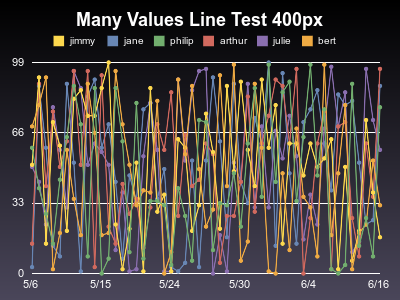 Many Values Line Test 400px
jimmy jane philip arthur julie bert
99
66
33
0
5/6 5/15 5/24 5/30 6/4 6/16